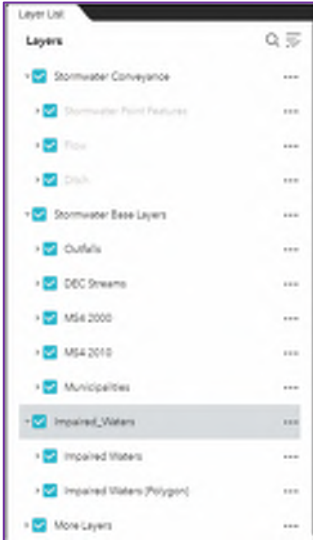 Layer List
Layers
Stormwater Conveyance
Stormwater Point Features
Flow
Ditch
Stormwater Base Layers
Outfalls
DEC Streams
MS4 2000
MS4 2010
Municipalities
Impaired_Waters
Impaired Waters
Impaired Waters (Polygon)
More Layers